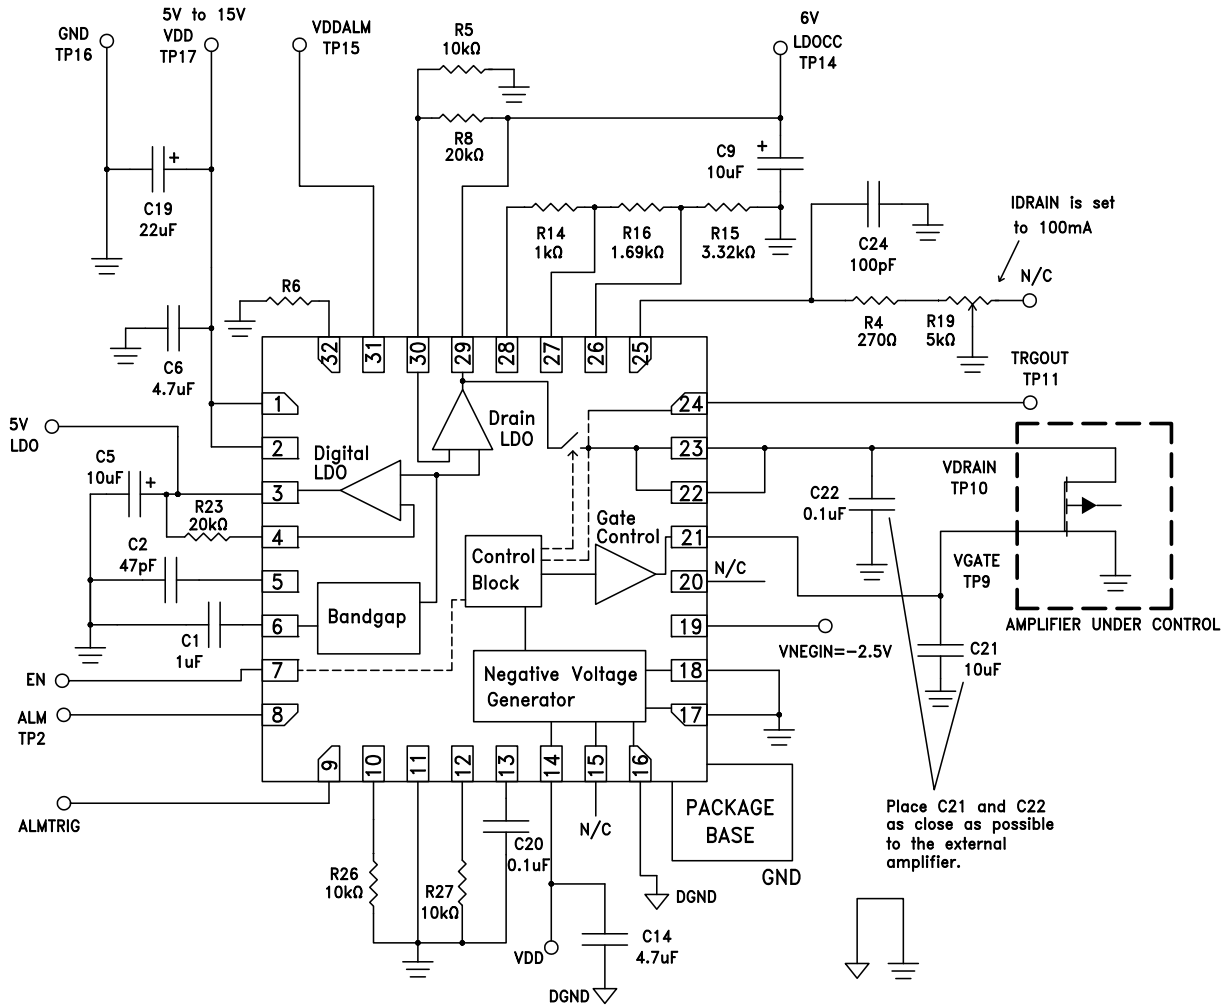 5V to 15V
GND
TP16
VDD
TP17
VDDALM
TP15
R5
10kΩ
6V
LDOCC
TP14
R8
20kΩ
C9
+
10uF
C19
+
22uF
R14
1kΩ
R16
1.69kΩ
R15
3.32kΩ
C24
100pF
IDRAIN is set
to 100mA
N/C
R6
R4
270Ω
R19
5kΩ
C6
4.7uF
32
31
30
29
28
27
26
25
TRGOUT
TP11
5V
LDO
1
2
3
4
5
6
7
8
24
23
22
21
20
19
18
17
Digital
LDO
Drain
LDO
C5
10uF
+
R23
20kΩ
C2
47pF
C1
1uF
Control
Block
Gate
Control
Bandgap
Negative Voltage
Generator
N/C
VNEGIN=-2.5V
C22
0.1uF
VDRAIN
TP10
VGATE
TP9
AMPLIFIER UNDER CONTROL
C21
10uF
EN
ALM
TP2
ALMTRIG
9
10
11
12
13
14
15
16
PACKAGE
BASE
GND
Place C21 and C22
as close as possible
to the external
amplifier.
R26
10kΩ
R27
10kΩ
C20
0.1uF
N/C
DGND
VDD
C14
4.7uF
DGND